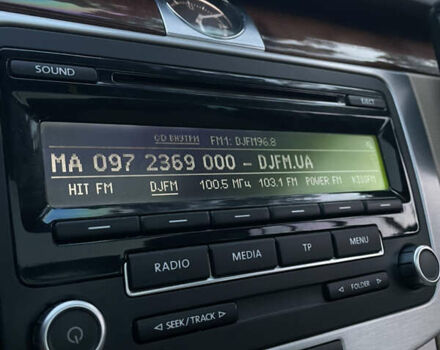 SOUND
EJECT
CD ВНУТРИ FM1: DJFM96.8
МА 097 2369 000 - DJFM.UA
HIT FM DJFM 100.5 МГц 103.1 FM POWER FM KISSFM
RADIO MEDIA TP MENU
◁ SEEK / TRACK ▷
◁ FOLDER ▷